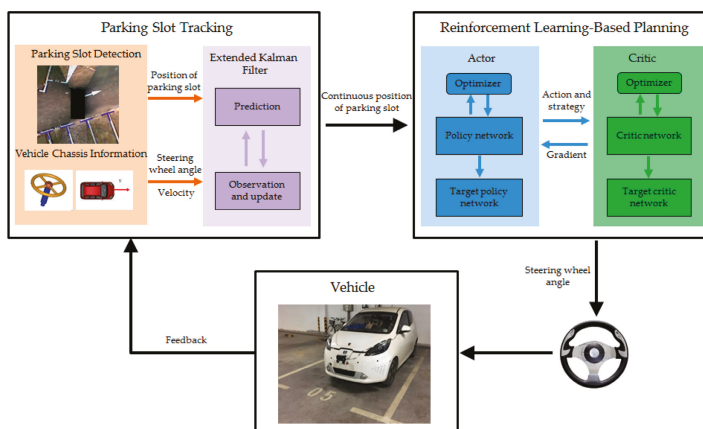 Parking Slot Tracking
Parking Slot Detection
Vehicle Chassis Information
Position of
parking slot
Steering
wheel angle
Velocity
Extended Kalman
Filter
Prediction
Observation
and update
Continuous position
of parking slot
Reinforcement Learning-Based Planning
Actor
Optimizer
Policy network
Target policy
network
Action and
strategy
Gradient
Critic
Optimizer
Critic network
Target critic
network
Steering wheel
angle
Vehicle
05
Feedback